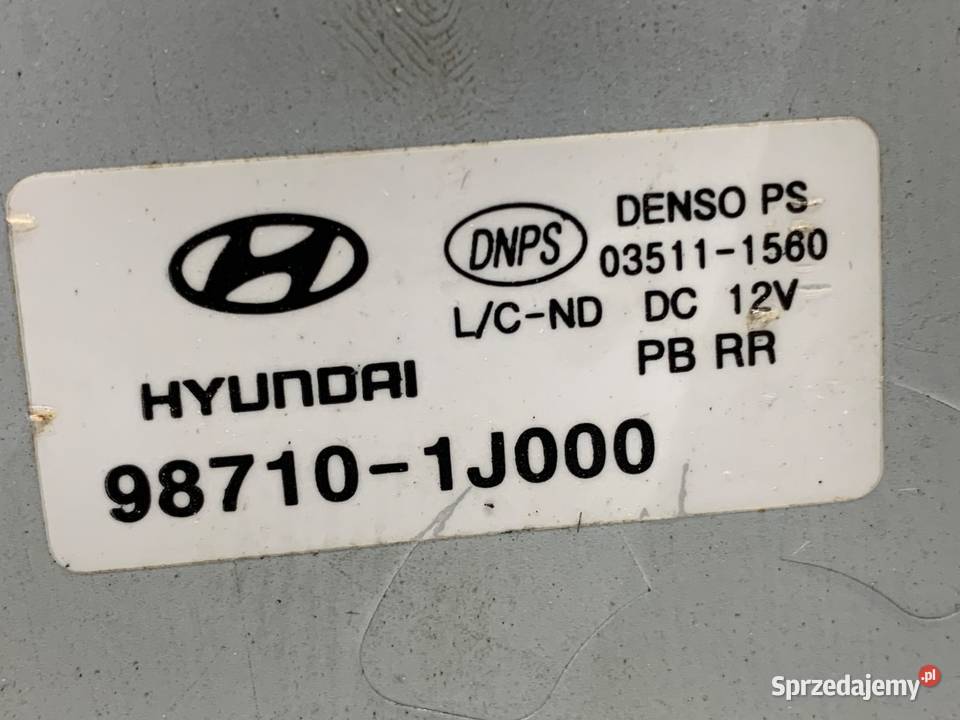 DENSO PS
DNPS
03511-1560
L/C-ND DC 12V
PB RR
HYUNDAI
98710-1J000
Sprzedajemy.pl